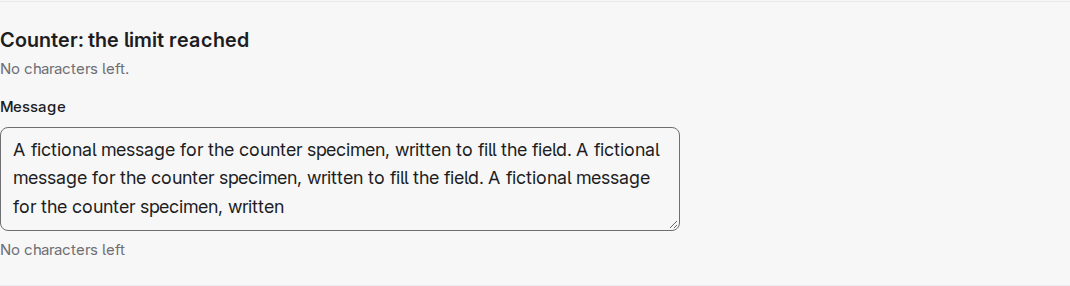 Counter: the limit reached
No characters left.
Message
A fictional message for the counter specimen, written to fill the field. A fictional
message for the counter specimen, written to fill the field. A fictional message
for the counter specimen, written
No characters left